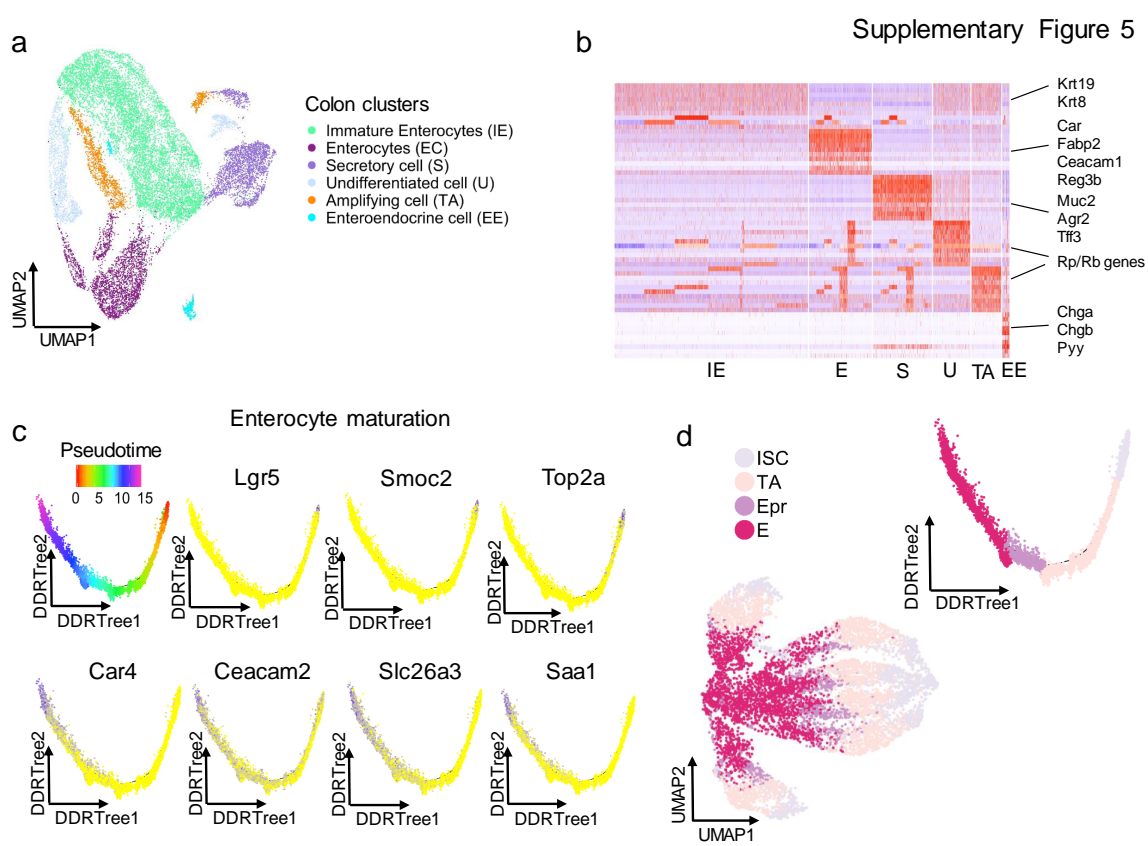 Supplementary Figure 5
a
Colon clusters
Immature Enterocytes (IE)
Enterocytes (EC)
Secretory cell (S)
Undifferentiated cell (U)
Amplifying cell (TA)
Enteroendocrine cell (EE)
UMAP2
UMAP1
b
Krt19
Krt8
Car
Fabp2
Ceacam1
Reg3b
Muc2
Agr2
Tff3
Rp/Rb genes
Chga
Chgb
Pyy
IE E S U TA EE
c
Enterocyte maturation
Pseudotime
0 5 10 15
Lgr5
Smoc2
Top2a
DDRTree2
DDRTree1
DDRTree2
DDRTree1
DDRTree2
DDRTree1
DDRTree2
DDRTree1
Car4
Ceacam2
Slc26a3
Saa1
DDRTree2
DDRTree1
DDRTree2
DDRTree1
DDRTree2
DDRTree1
DDRTree2
DDRTree1
d
ISC
TA
Epr
E
DDRTree2
DDRTree1
UMAP2
UMAP1